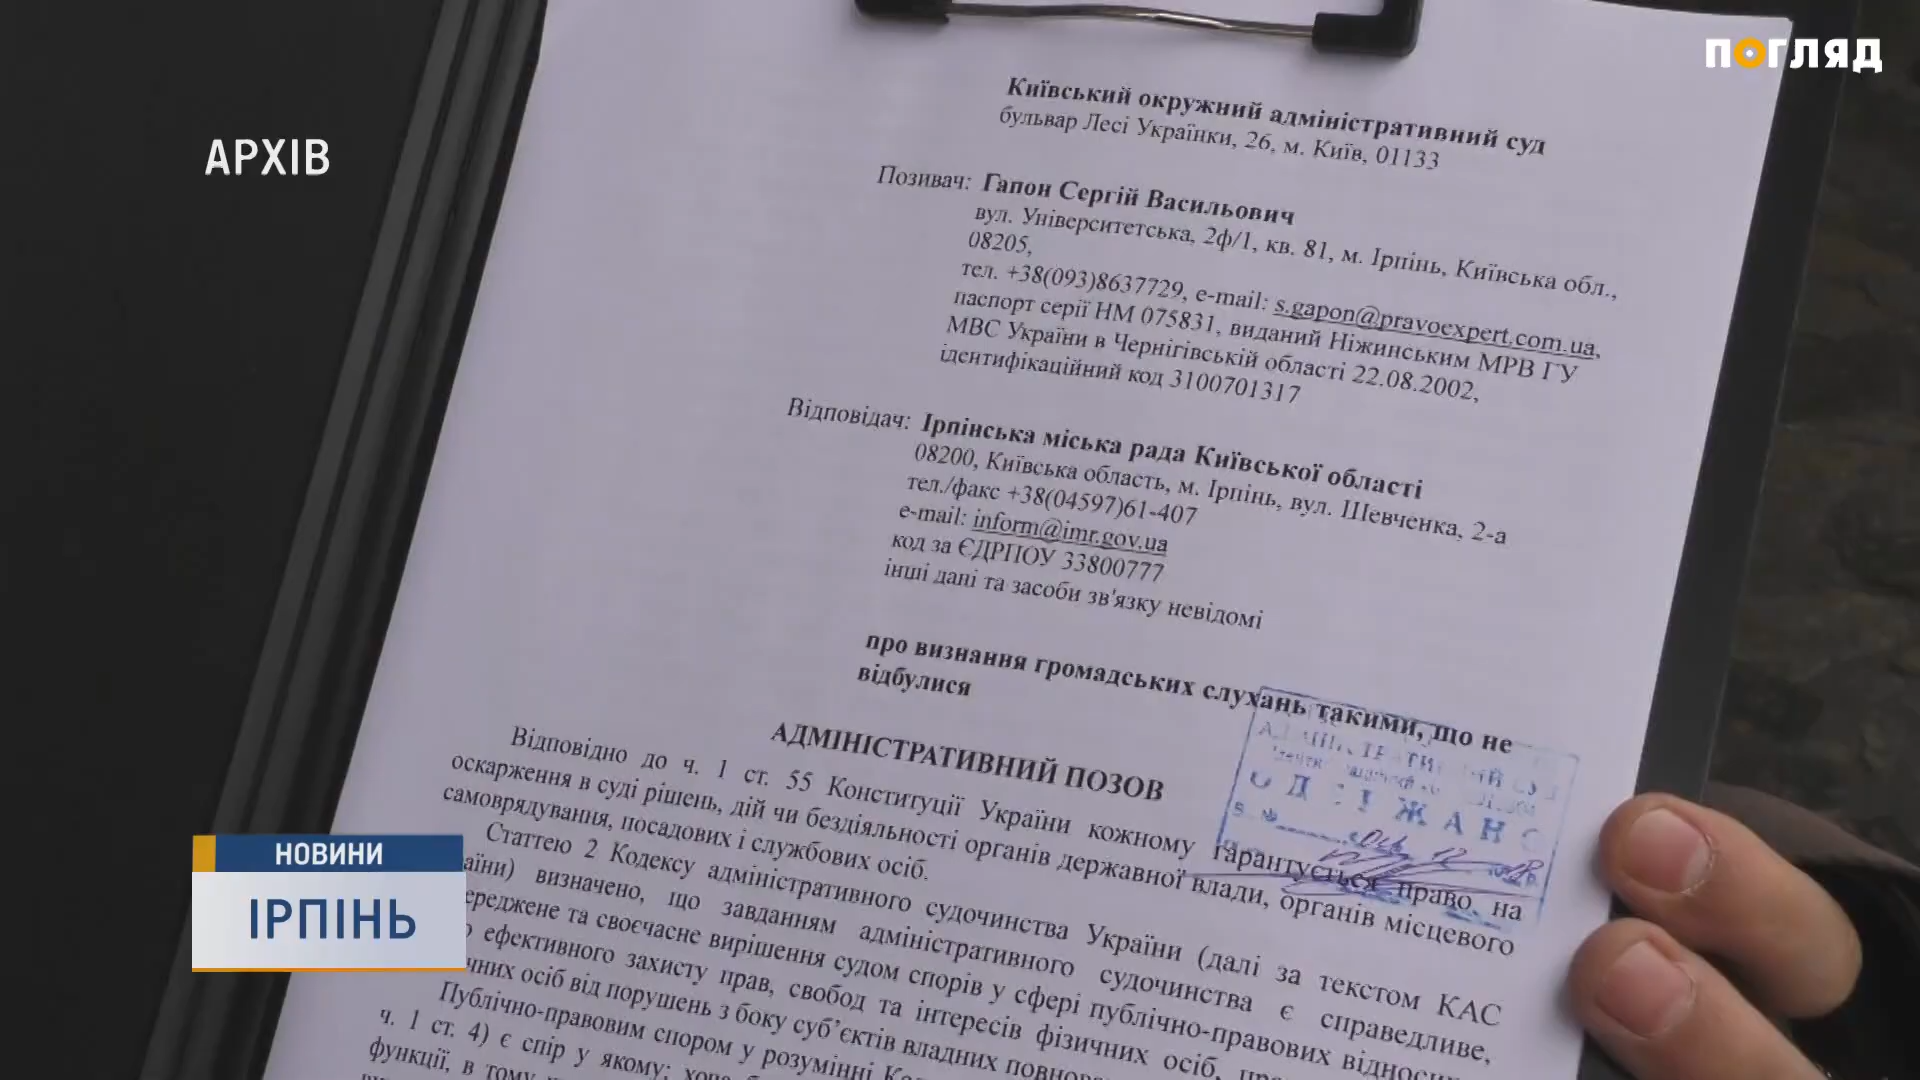 ПОГЛЯД
АРХІВ
Київський окружний адміністративний суд
бульвар Лесі Українки, 26, м. Київ, 01133
Позивач: Гапон Сергій Васильович
вул. Університетська, 2ф/1, кв. 81, м. Ірпінь, Київська обл.,
08205,
тел. +38(093)8637729, e-mail: s.gapon@pravoexpert.com.ua,
паспорт серії НМ 075831, виданий Ніжинським МРВ ГУ
МВС України в Чернігівській області 22.08.2002,
ідентифікаційний код 3100701317
Відповідач: Ірпінська міська рада Київської області
08200, Київська область, м. Ірпінь, вул. Шевченка, 2-а
тел./факс +38(04597)61-407
e-mail: inform@imr.gov.ua
код за ЄДРПОУ 33800777
інші дані та засоби зв'язку невідомі
про визнання громадських слухань такими, що не
відбулися
АДМІНІСТРАТИВНИЙ ПОЗОВ
Відповідно до ч. 1 ст. 55 Конституції України кожному гарантується право на
оскарження в суді рішень, дій чи бездіяльності органів державної влади, органів місцевого
самоврядування, посадових і службових осіб.
Статтею 2 Кодексу адміністративного судочинства України (далі за текстом КАС
аїни) визначено, що завданням адміністративного судочинства є справедливе,
ереджене та своєчасне вирішення судом спорів у сфері публічно-правових відносин
о ефективного захисту прав, свобод та інтересів фізичних осіб, пра
чних осіб від порушень з боку суб’єктів владних повнова
Публічно-правовим спором у розумінні Ко
ч. 1 ст. 4) є спір у якому: хоча б
функції, в тому
НОВИНИ
ІРПІНЬ